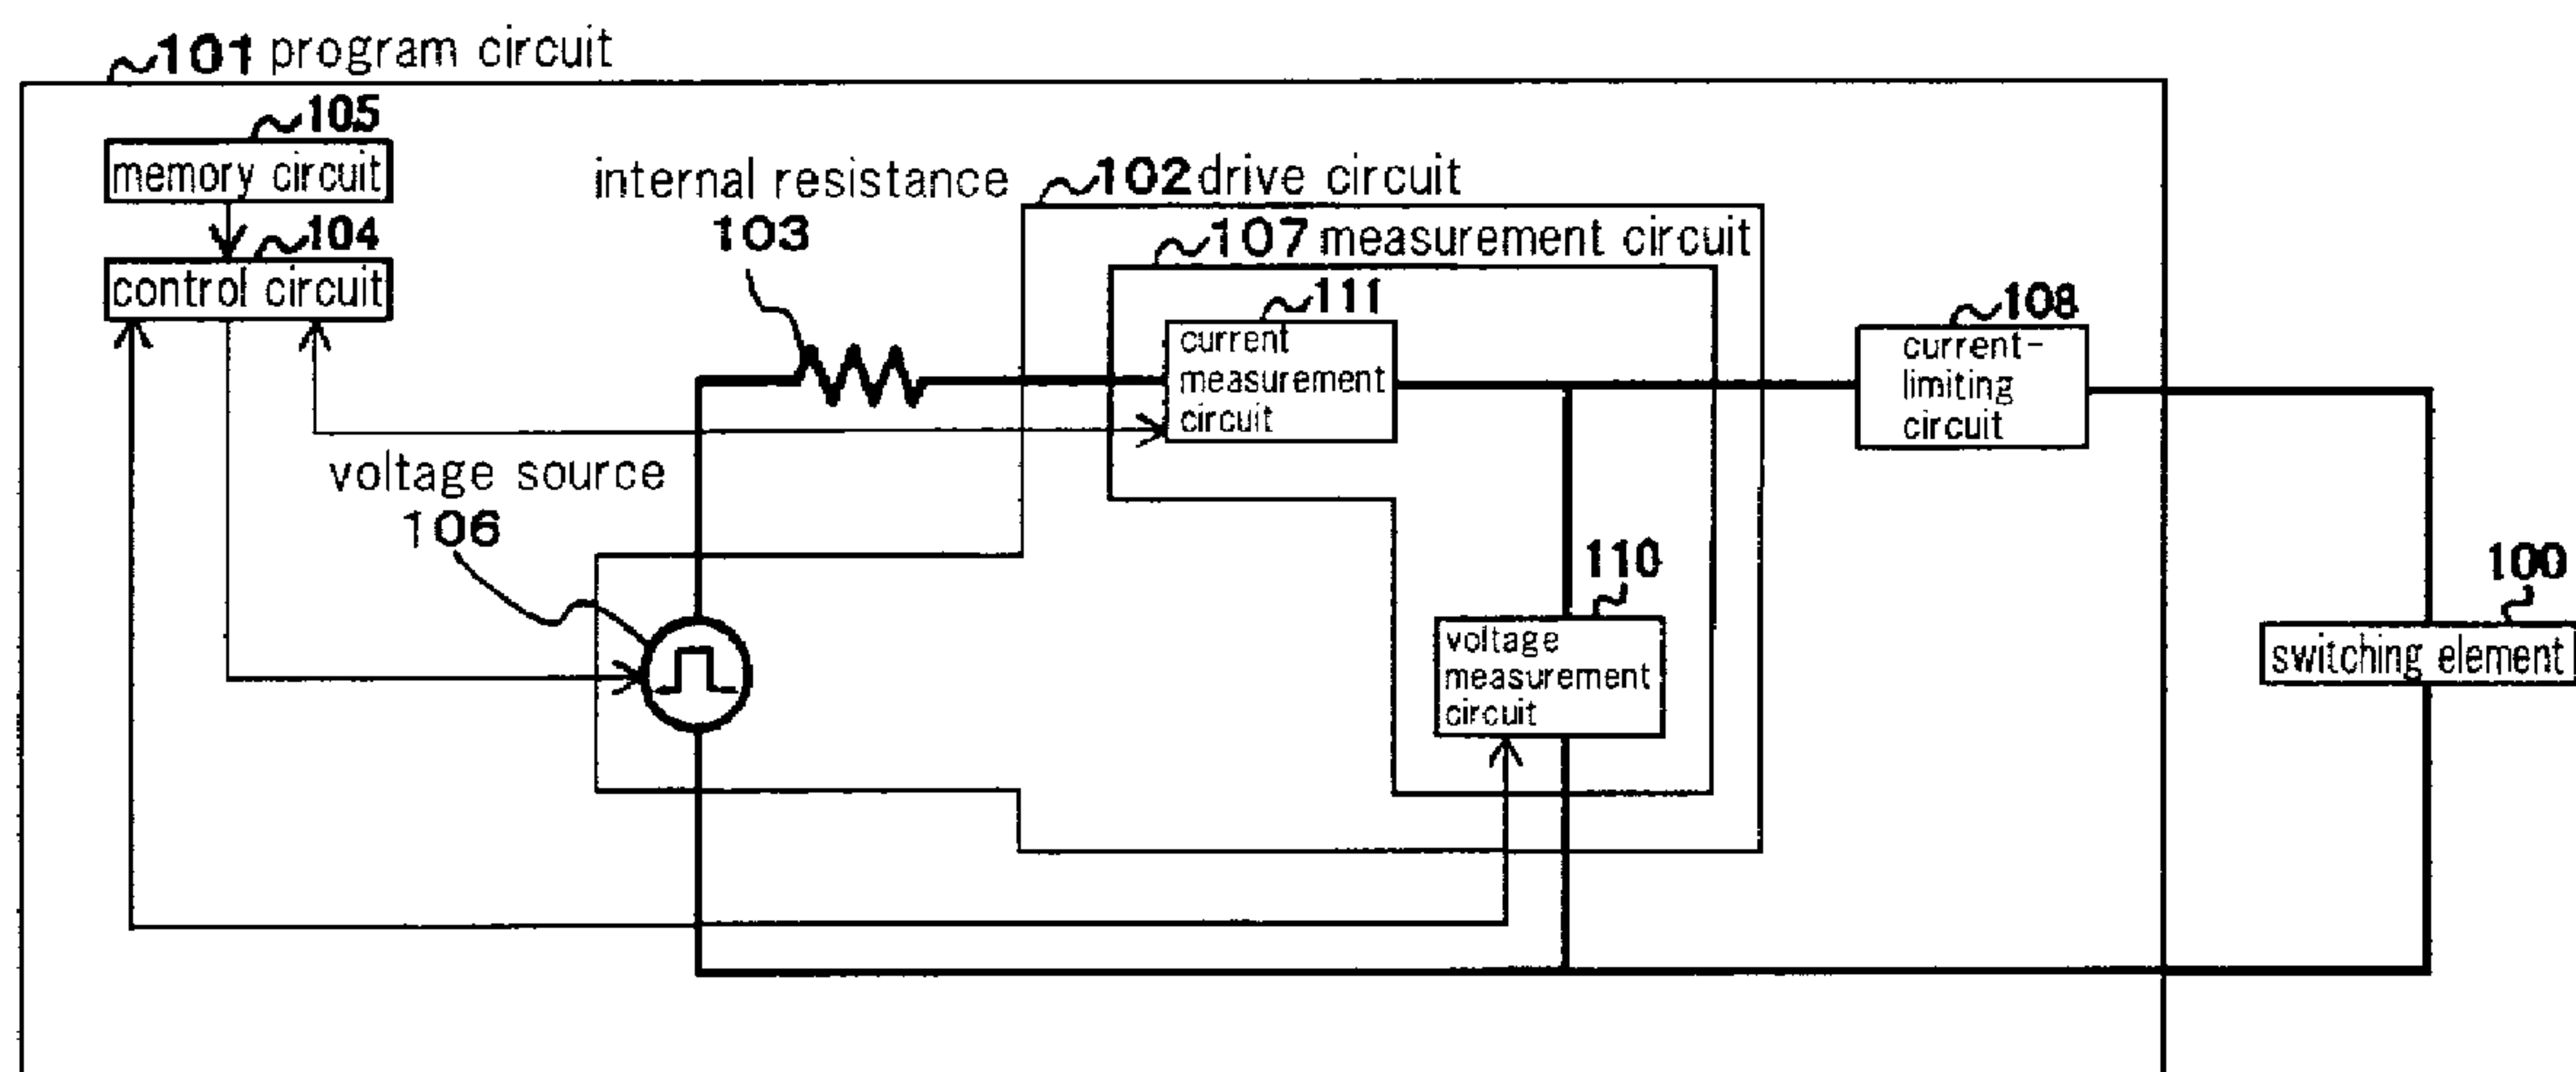 101 program circuit
105
memory circuit
104
control circuit
internal resistance
103
102 drive circuit
107 measurement circuit
111
current
measurement
circuit
108
current-
limiting
circuit
voltage source
106
110
voltage
measurement
circuit
100
switching element